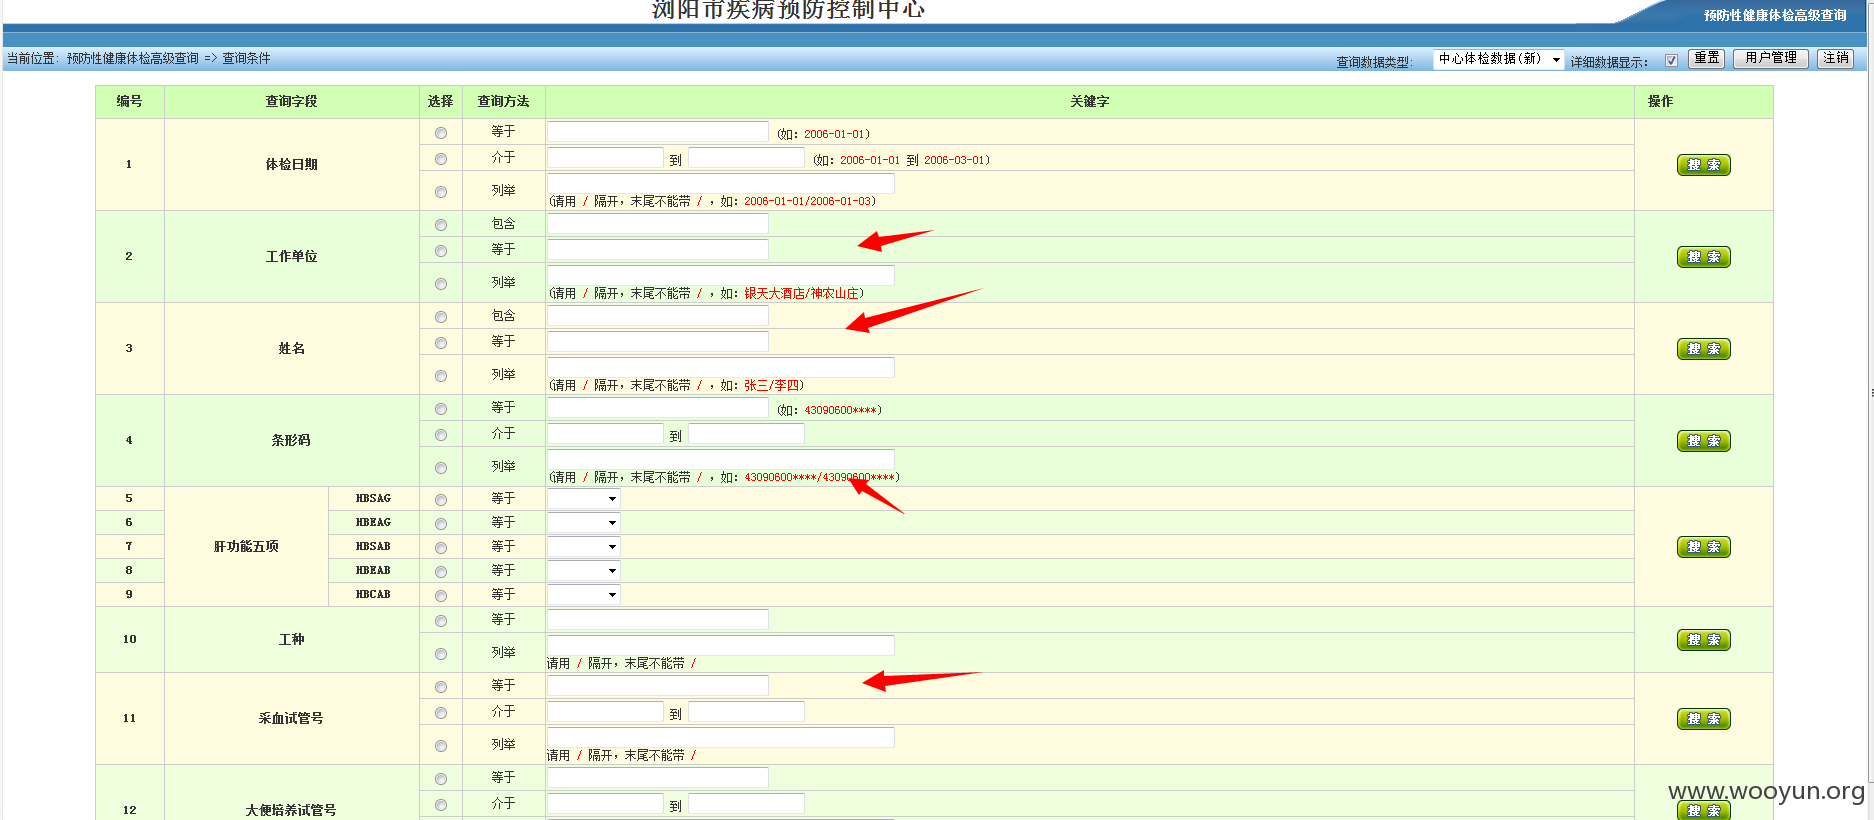 浏阳市疾病预防控制中心
预防性健康体检高级查询
当前位置: 预防性健康体检高级查询 => 查询条件
查询数据类型: 中心体检数据(新) 详细数据显示: 重置 用户管理 注销
编号 查询字段 选择 查询方法 关键字 操作
1 体检日期 搜 索
等于 (如: 2006-01-01)
介于 到 (如: 2006-01-01 到 2006-03-01)
列举
(请用 / 隔开, 末尾不能带 / , 如: 2006-01-01/2006-01-03)
2 工作单位 搜 索
包含
等于
列举
(请用 / 隔开, 末尾不能带 / , 如: 银天大酒店/神农山庄)
3 姓名 搜 索
包含
等于
列举
(请用 / 隔开, 末尾不能带 / , 如: 张三/李四)
4 条形码 搜 索
等于 (如: 43090600****)
介于 到
列举
(请用 / 隔开, 末尾不能带 / , 如: 43090600****/43090600****)
肝功能五项 搜 索
5 HBSAG 等于
6 HBEAG 等于
7 HBSAB 等于
8 HBEAB 等于
9 HBCAB 等于
10 工种 搜 索
等于
列举
请用 / 隔开, 末尾不能带 /
11 采血试管号 搜 索
等于
介于 到
列举
请用 / 隔开, 末尾不能带 /
12 大便培养试管号 搜 索
等于
介于 到
www.wooyun.org